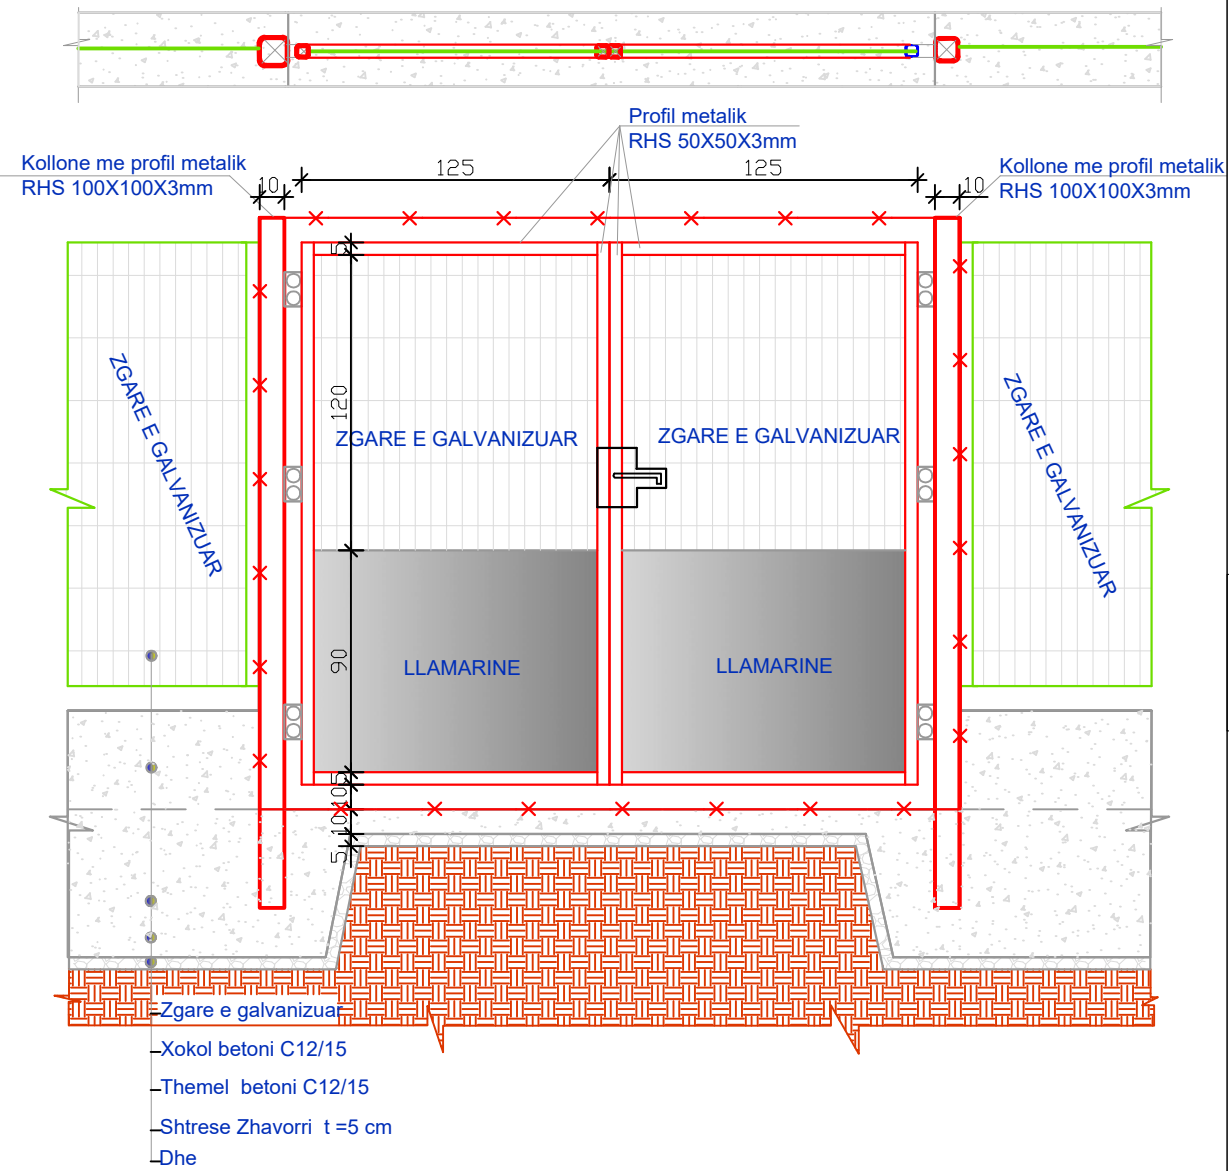 Profil metalik
RHS 50X50X3mm
Kollone me profil metalik
RHS 100X100X3mm
Kollone me profil metalik
RHS 100X100X3mm
125
125
10
10
5
120
ZGARE E GALVANIZUAR
ZGARE E GALVANIZUAR
ZGARE E GALVANIZUAR
ZGARE E GALVANIZUAR
90
LLAMARINE
LLAMARINE
5
10
10
5
Zgare e galvanizuar
Xokol betoni C12/15
Themel betoni C12/15
Shtrese Zhavorri t =5 cm
Dhe